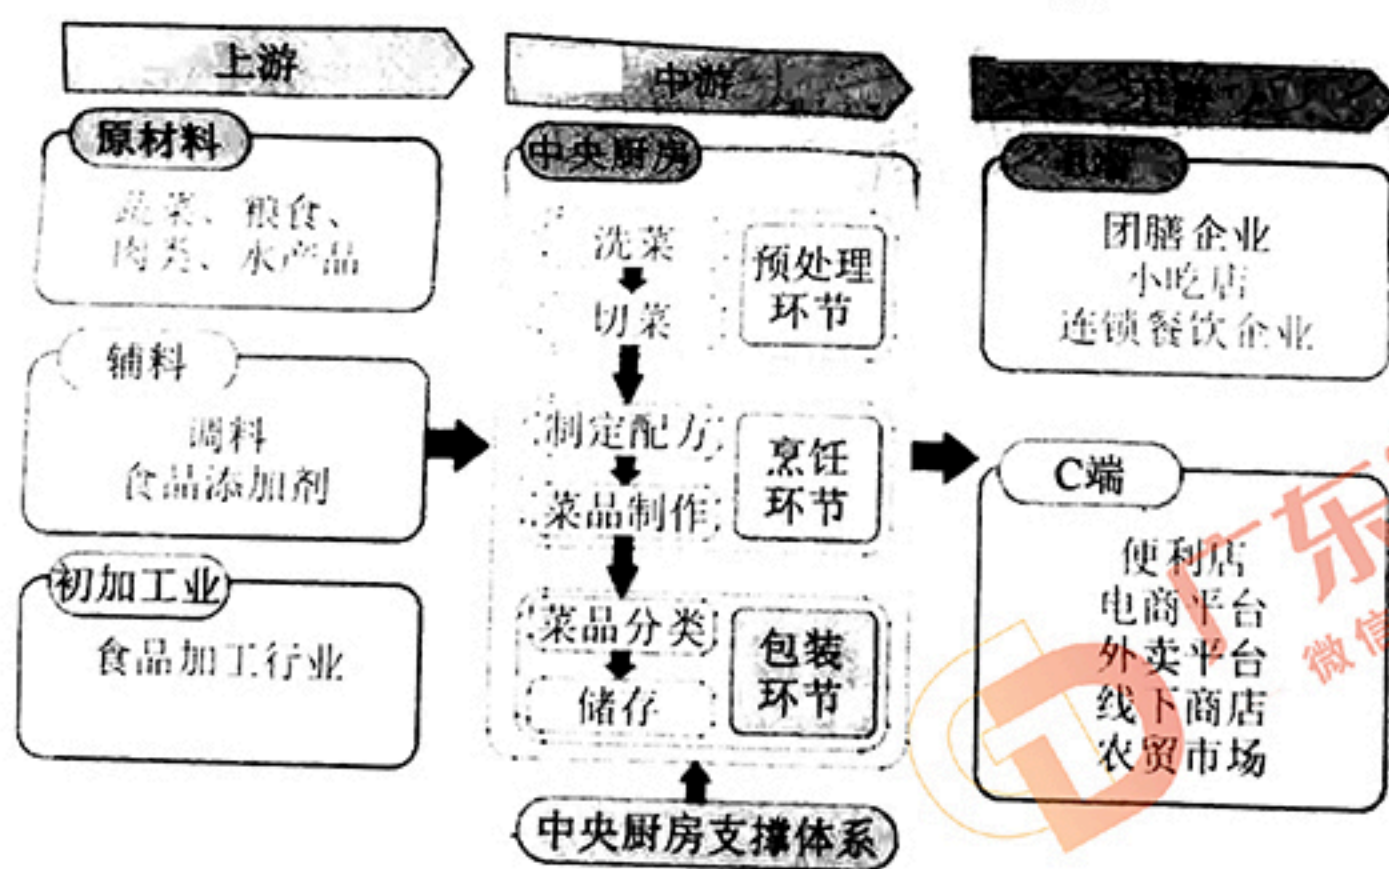 上游
原材料
蔬菜、粮食、
肉类、水产品
辅料
调料
食品添加剂
初加工业
食品加工行业
中游
中央厨房
洗菜
切菜
预处理
环节
制定配方
菜品制作
烹饪
环节
菜品分类
储存
包装
环节
中央厨房支撑体系
团膳企业
小吃店
连锁餐饮企业
C端
便利店
电商平台
外卖平台
线下商店
农贸市场
广东
微信